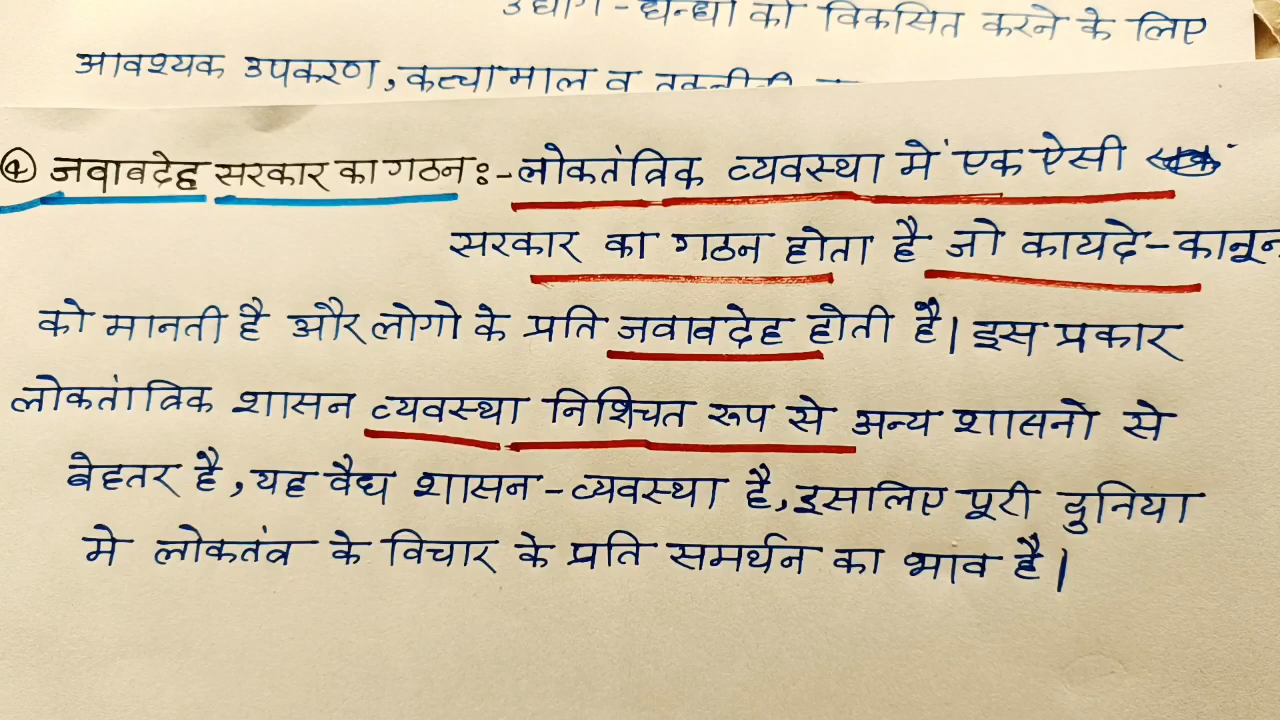 उद्योग-धन्धो को विकसित करने के लिए
आवश्यक उपकरण, कच्चा माल व तकनीकी
④ जवाबदेह सरकार का गठन :- लोकतांत्रिक व्यवस्था में एक ऐसी
सरकार का गठन होता है जो कायदे-कानून
को मानती है और लोगो के प्रति जवाबदेह होती है। इस प्रकार
लोकतांत्रिक शासन व्यवस्था निश्चित रूप से अन्य शासनो से
बेहतर है, यह वैध शासन-व्यवस्था है, इसलिए पूरी दुनिया
मे लोकतंत्र के विचार के प्रति समर्थन का भाव है।